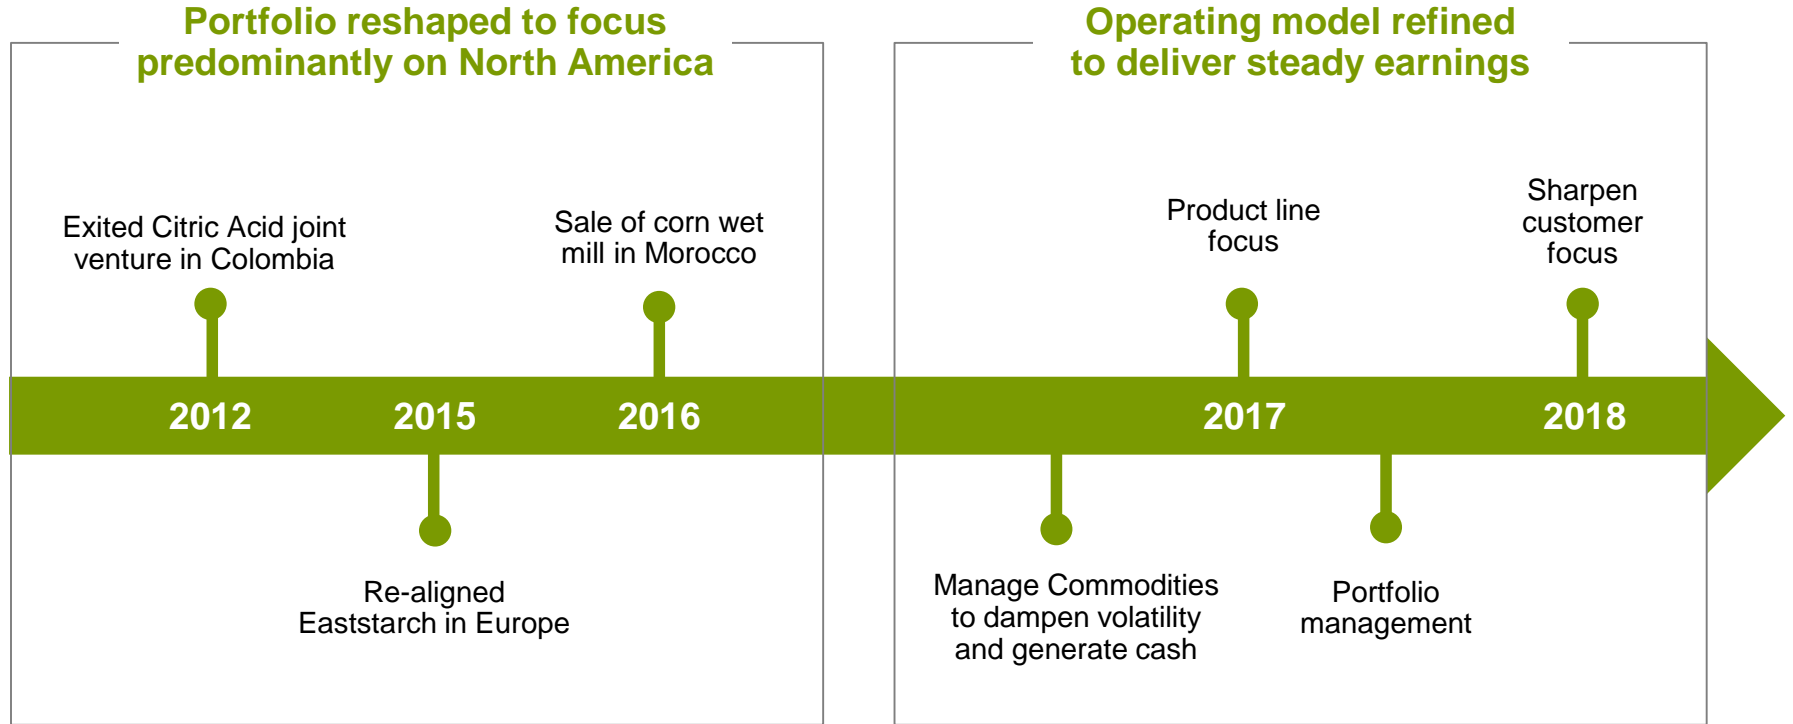 Portfolio reshaped to focus
predominantly on North America
Exited Citric Acid joint
venture in Colombia
Sale of corn wet
mill in Morocco
2012
2015
2016
Re-aligned
Eaststarch in Europe
Operating model refined
to deliver steady earnings
Product line
focus
Sharpen
customer
focus
2017
2018
Manage Commodities
to dampen volatility
and generate cash
Portfolio
management